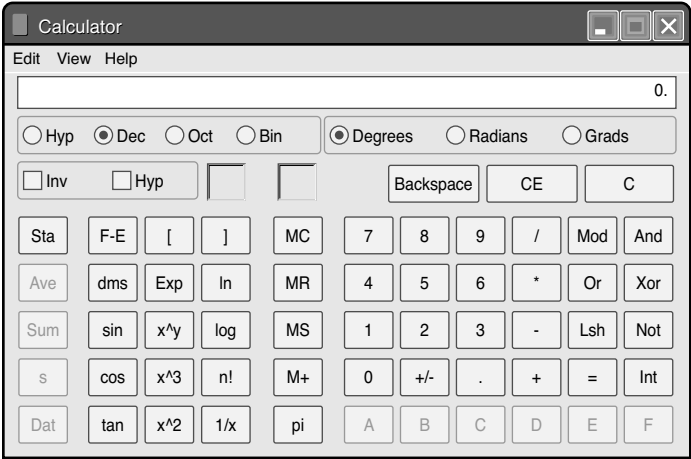 Calculator
Edit View Help
0.
Hyp Dec Oct Bin Degrees Radians Grads
Inv Hyp Backspace CE C
Sta F-E [ ] MC 7 8 9 / Mod And
Ave dms Exp ln MR 4 5 6 * Or Xor
Sum sin x^y log MS 1 2 3 - Lsh Not
s cos x^3 n! M+ 0 +/- . + = Int
Dat tan x^2 1/x pi A B C D E F